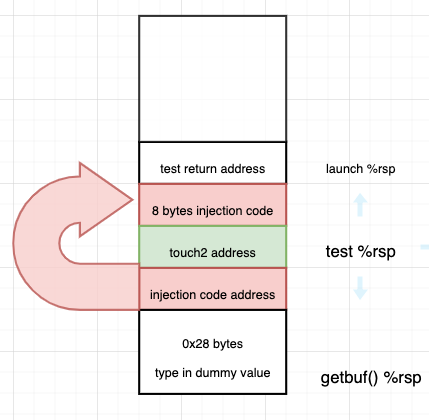 test return address
launch %rsp
8 bytes injection code
touch2 address
test %rsp
injection code address
0x28 bytes
type in dummy value
getbuf() %rsp